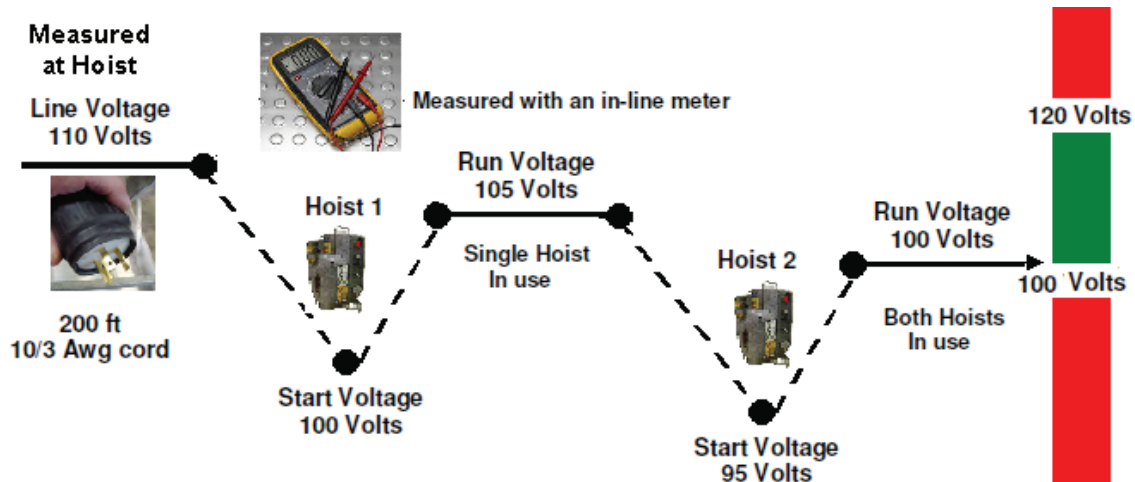 Measured
at Hoist
Line Voltage
110 Volts
Measured with an in-line meter
200 ft
10/3 Awg cord
Hoist 1
Start Voltage
100 Volts
Run Voltage
105 Volts
Single Hoist
In use
Hoist 2
Start Voltage
95 Volts
Run Voltage
100 Volts
Both Hoists
In use
120 Volts
100 Volts